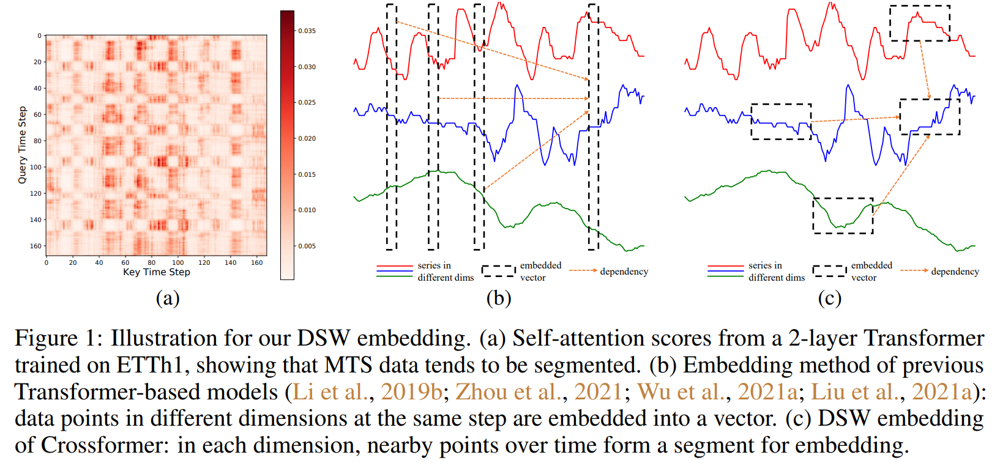 0.035
0.030
0.025
0.020
0.015
0.010
0.005
0
20
40
60
80
100
120
140
160
Query Time Step
0 20 40 60 80 100 120 140 160
Key Time Step
(a)
series in
different dims
embedded
vector
dependency
(b)
series in
different dims
embedded
vector
dependency
(c)
Figure 1: Illustration for our DSW embedding. (a) Self-attention scores from a 2-layer Transformer
trained on ETTh1, showing that MTS data tends to be segmented. (b) Embedding method of previous
Transformer-based models (Li et al., 2019b; Zhou et al., 2021; Wu et al., 2021a; Liu et al., 2021a):
data points in different dimensions at the same step are embedded into a vector. (c) DSW embedding
of Crossformer: in each dimension, nearby points over time form a segment for embedding.